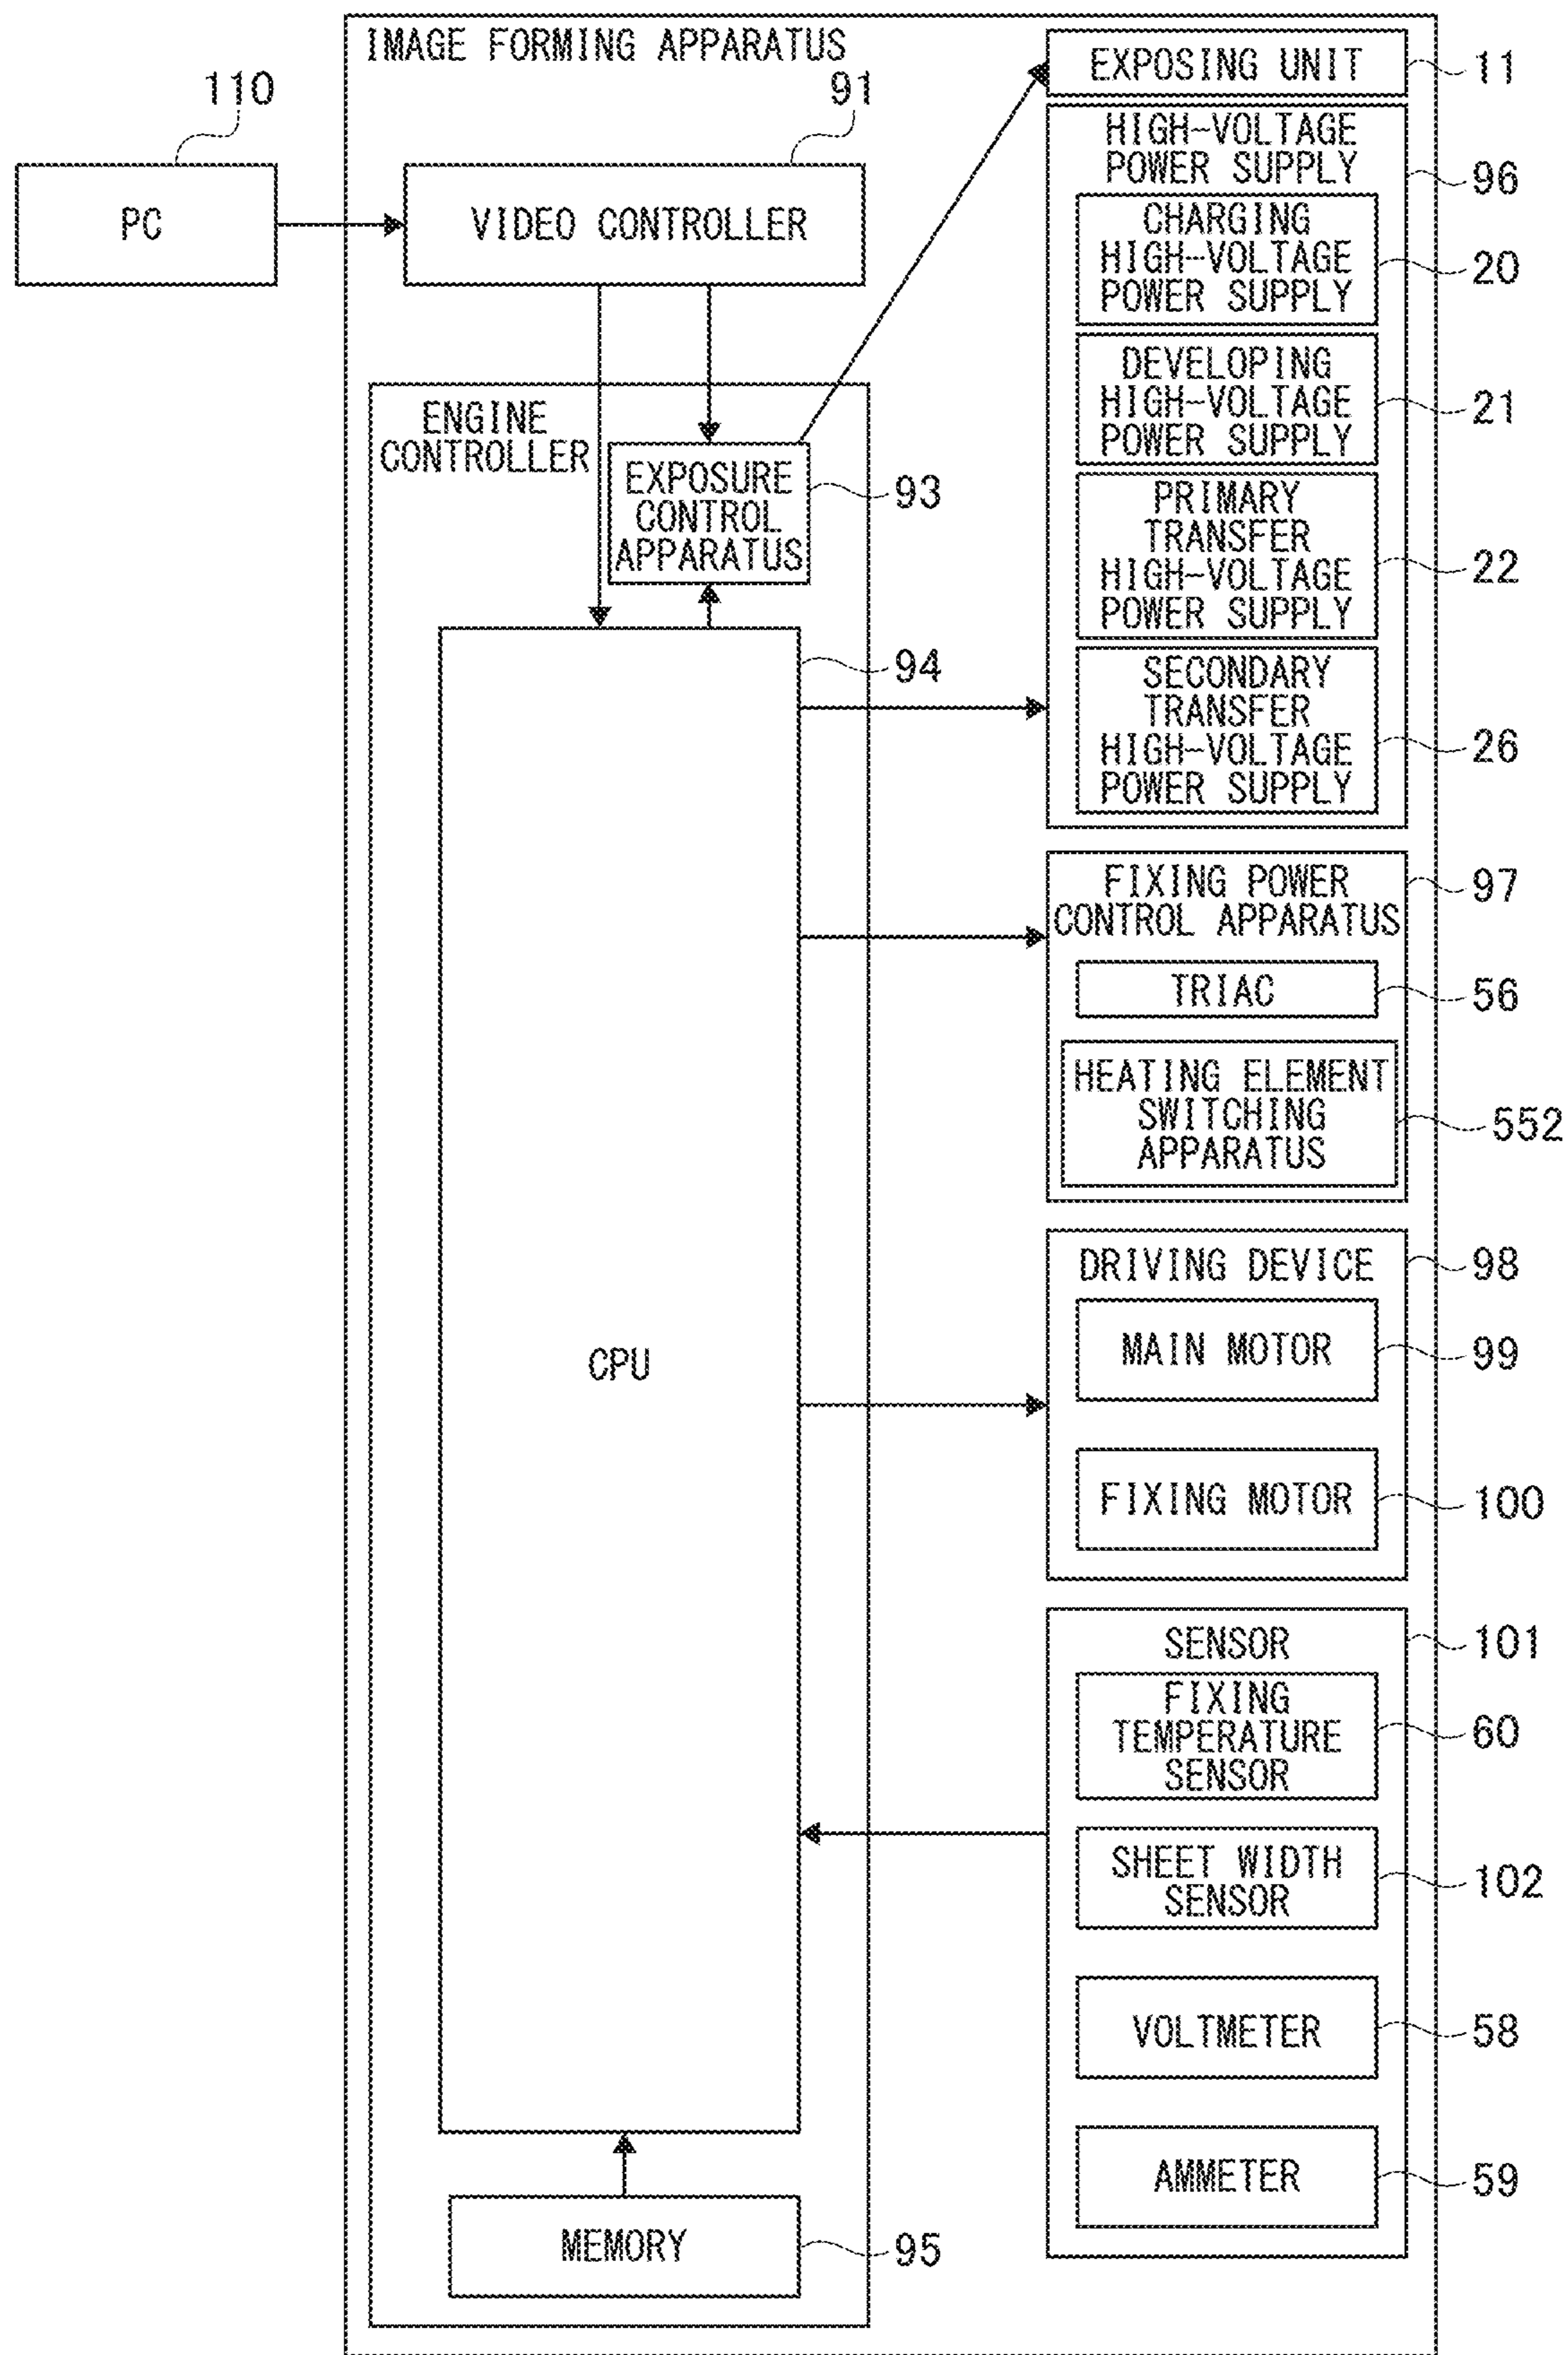 IMAGE FORMING APPARATUS
110
PC
91
VIDEO CONTROLLER
ENGINE
CONTROLLER
EXPOSURE
CONTROL
APPARATUS
93
94
CPU
MEMORY
95
EXPOSING UNIT
11
HIGH-VOLTAGE
POWER SUPPLY
96
CHARGING
HIGH-VOLTAGE
POWER SUPPLY
20
DEVELOPING
HIGH-VOLTAGE
POWER SUPPLY
21
PRIMARY
TRANSFER
HIGH-VOLTAGE
POWER SUPPLY
22
SECONDARY
TRANSFER
HIGH-VOLTAGE
POWER SUPPLY
26
FIXING POWER
CONTROL APPARATUS
97
TRIAC
56
HEATING ELEMENT
SWITCHING
APPARATUS
552
DRIVING DEVICE
98
MAIN MOTOR
99
FIXING MOTOR
100
SENSOR
101
FIXING
TEMPERATURE
SENSOR
60
SHEET WIDTH
SENSOR
102
VOLTMETER
58
AMMETER
59